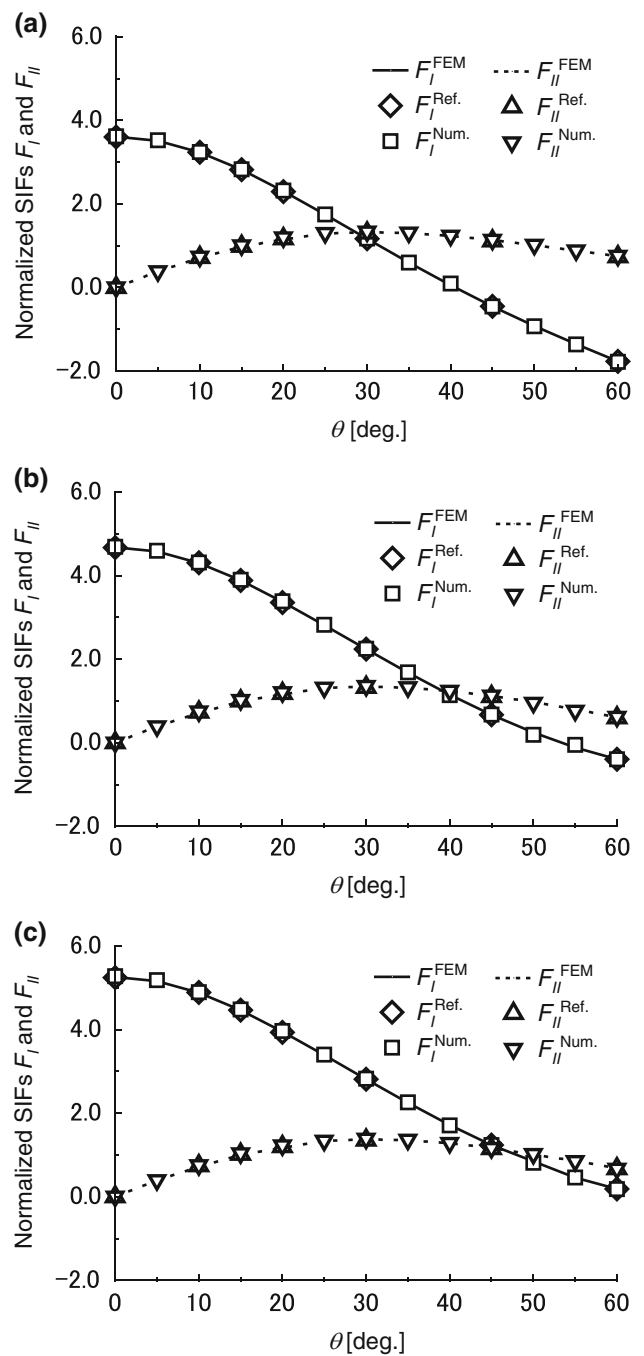 (a)
Normalized SIFs F_I and F_II
6.0
4.0
2.0
0.0
−2.0
F_I^FEM
F_II^FEM
F_I^Ref.
F_II^Ref.
F_I^Num.
F_II^Num.
0 10 20 30 40 50 60
θ [deg.]
(b)
Normalized SIFs F_I and F_II
6.0
4.0
2.0
0.0
−2.0
F_I^FEM
F_II^FEM
F_I^Ref.
F_II^Ref.
F_I^Num.
F_II^Num.
0 10 20 30 40 50 60
θ [deg.]
(c)
Normalized SIFs F_I and F_II
6.0
4.0
2.0
0.0
−2.0
F_I^FEM
F_II^FEM
F_I^Ref.
F_II^Ref.
F_I^Num.
F_II^Num.
0 10 20 30 40 50 60
θ [deg.]